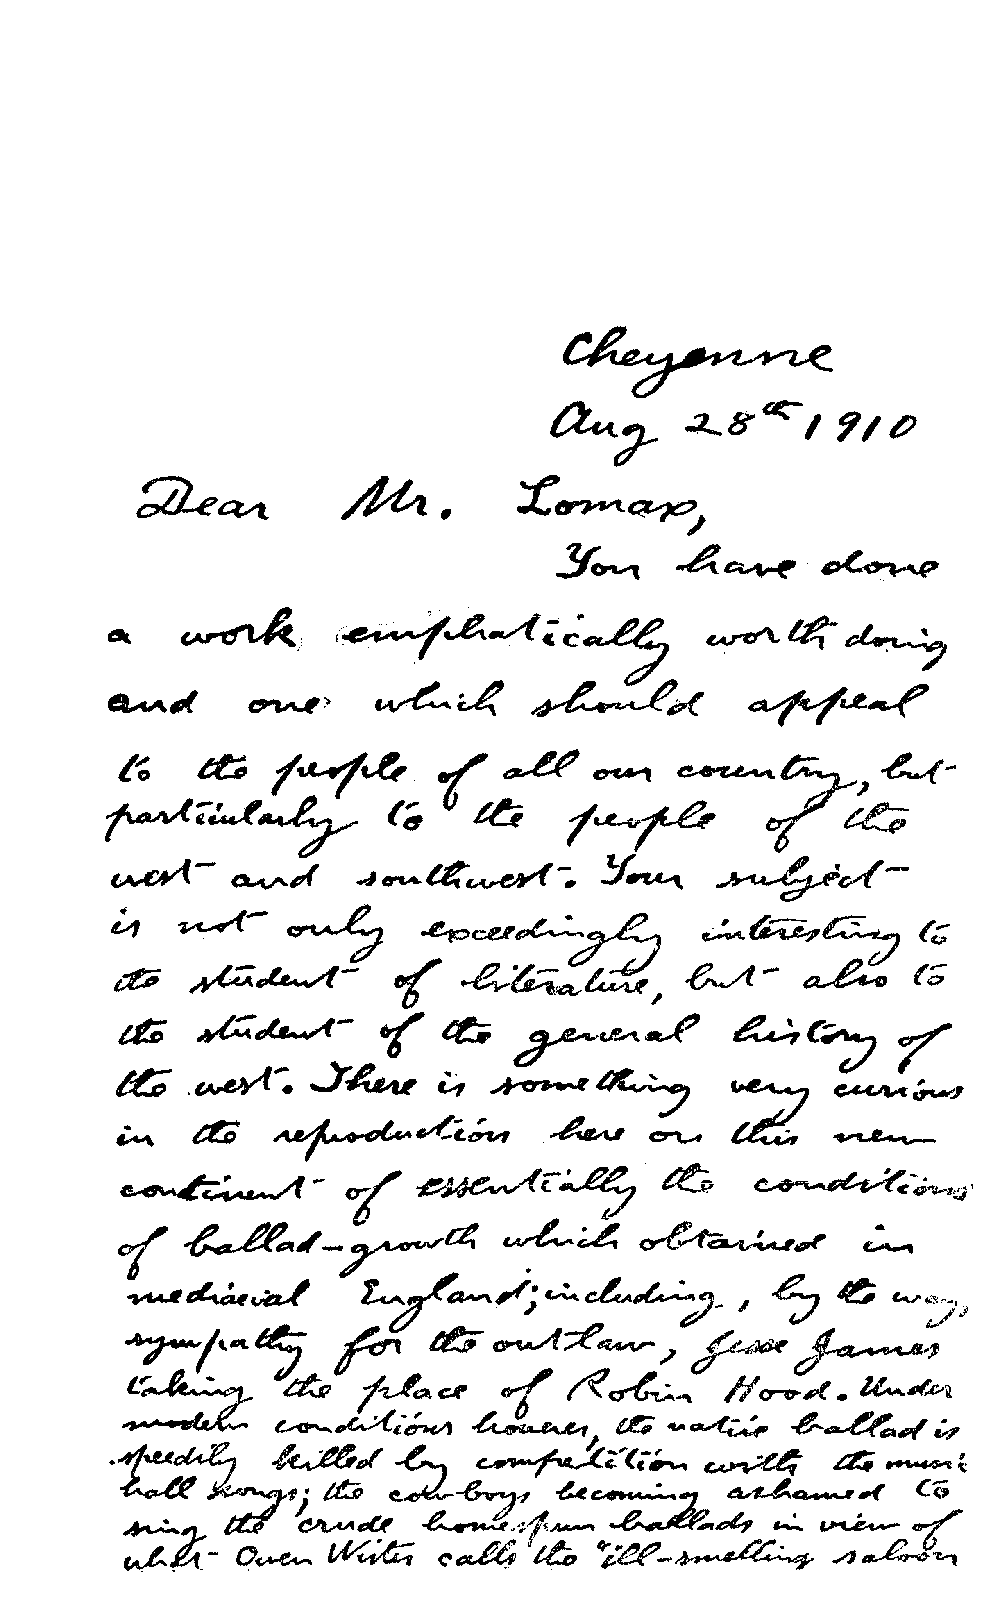 Cheyenne
Aug 28th 1910
Dear Mr. Lomax,
You have done
a work emphatically worth doing
and one which should appeal
to the people of all our country, but
particularly to the people of the
west and southwest. Your subject
is not only exceedingly interesting to
the student of literature, but also to
the student of the general history of
the west. There is something very curious
in the reproduction here on this new
continent of essentially the conditions
of ballad-growth which obtained in
mediæval England; including, by the way,
sympathy for the outlaw, Jesse James
taking the place of Robin Hood. Under
modern conditions however, the native ballad is
speedily killed by competition with the music
hall songs; the cowboys becoming ashamed to
sing the crude homespun ballads in view of
what Owen Wister calls the "ill-smelling saloon